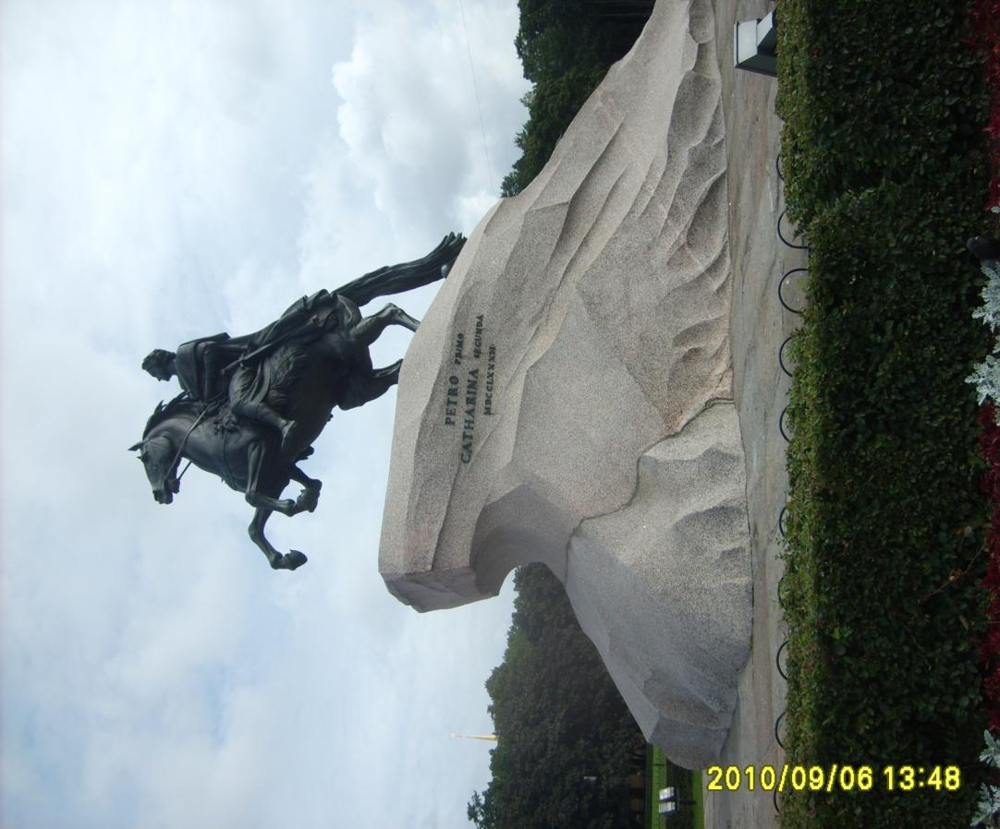 PETRO PRIMO
CATHARINA SECUNDA
MDCCLXXXII
2010/09/06 13:48